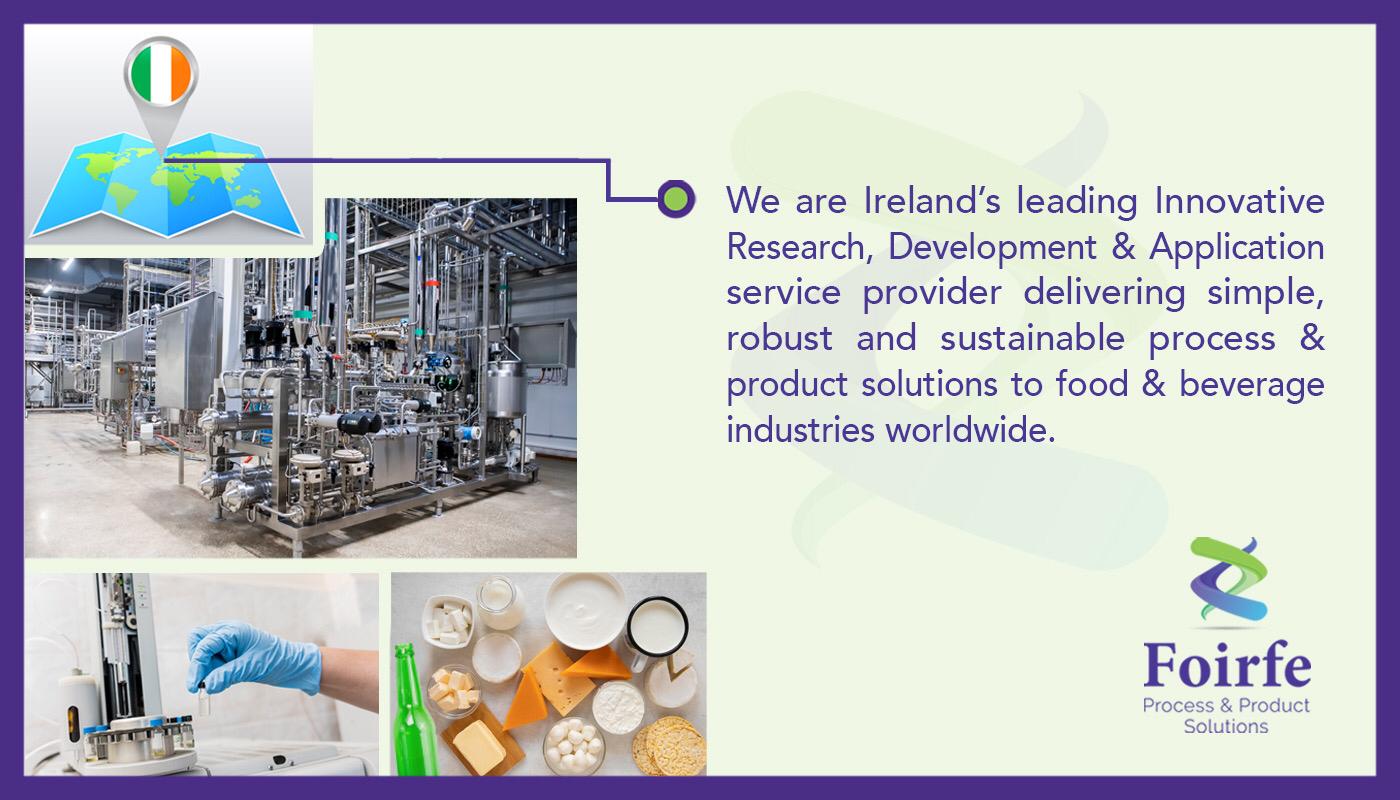 We are Ireland’s leading Innovative
Research, Development & Application
service provider delivering simple,
robust and sustainable process &
product solutions to food & beverage
industries worldwide.
Foirfe
Process & Product
Solutions